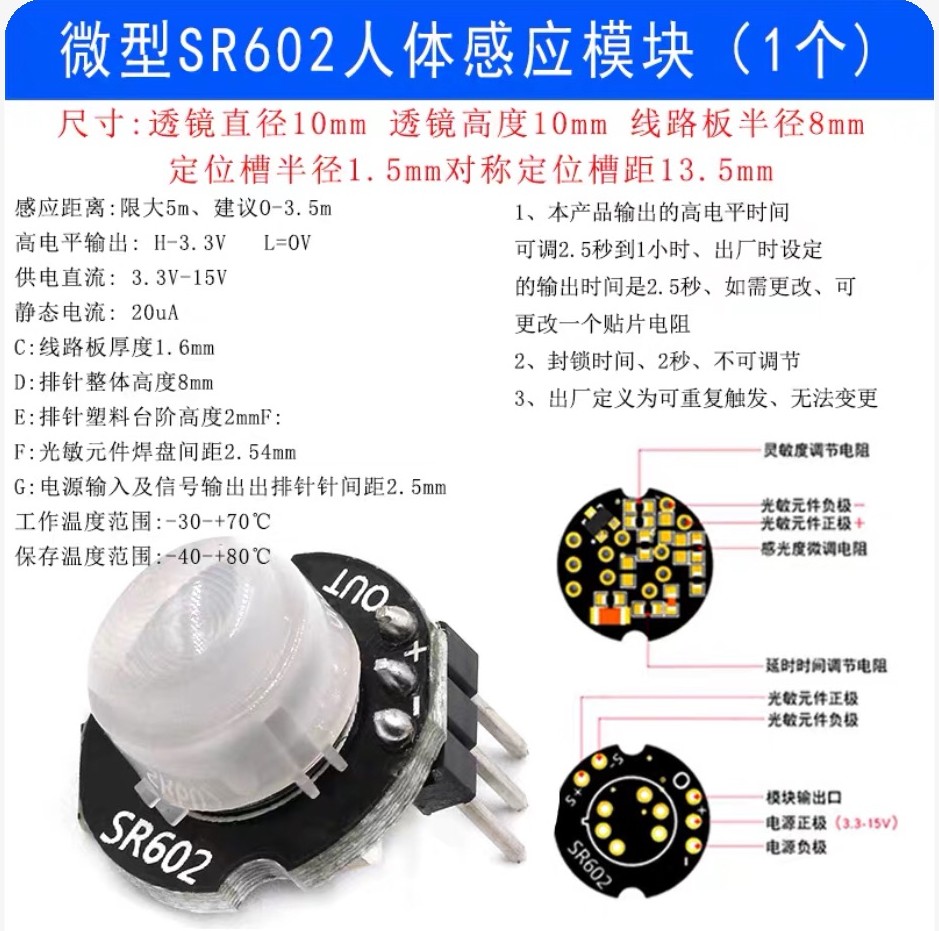 微型SR602人体感应模块（1个）
尺寸:透镜直径10mm 透镜高度10mm 线路板半径8mm
定位槽半径1.5mm对称定位槽距13.5mm
感应距离:限大5m、建议0-3.5m
高电平输出: H-3.3V L=0V
供电直流: 3.3V-15V
静态电流: 20uA
C:线路板厚度1.6mm
D:排针整体高度8mm
E:排针塑料台阶高度2mmF:
F:光敏元件焊盘间距2.54mm
G:电源输入及信号输出出排针针间距2.5mm
工作温度范围:-30-+70℃
保存温度范围:-40-+80℃
1、本产品输出的高电平时间
可调2.5秒到1小时、出厂时设定
的输出时间是2.5秒、如需更改、可
更改一个贴片电阻
2、封锁时间、2秒、不可调节
3、出厂定义为可重复触发、无法变更
灵敏度调节电阻
光敏元件负极-
光敏元件正极+
感光度微调电阻
延时时间调节电阻
光敏元件正极
光敏元件负极
模块输出口
电源正极（3.3-15V）
电源负极
OUT
+
-
SR602
S+
S-
+
-
SR602